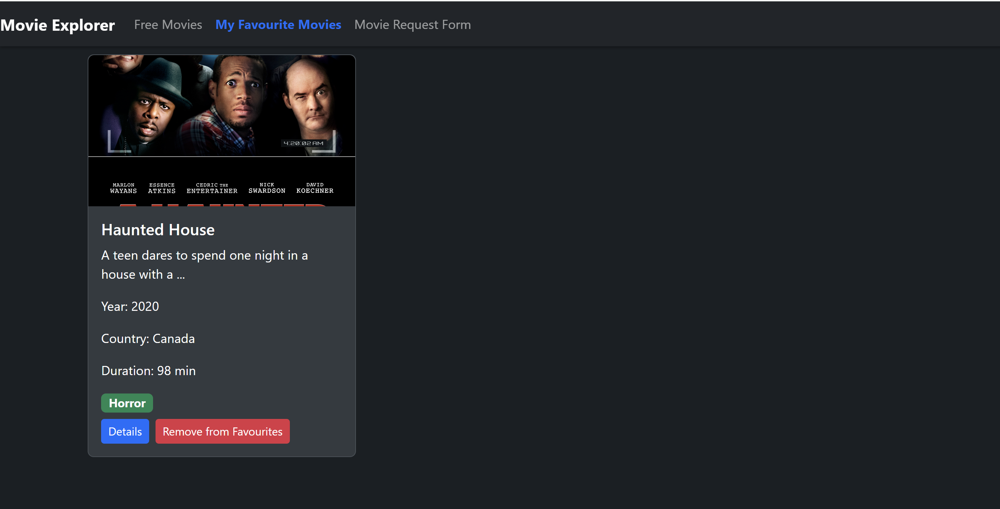 Movie Explorer Free Movies My Favourite Movies Movie Request Form
4:20:02 AM
MARLON WAYANS ESSENCE ATKINS CEDRIC THE ENTERTAINER NICK SWARDSON DAVID KOECHNER
Haunted House
A teen dares to spend one night in a
house with a ...
Year: 2020
Country: Canada
Duration: 98 min
Horror
Details Remove from Favourites